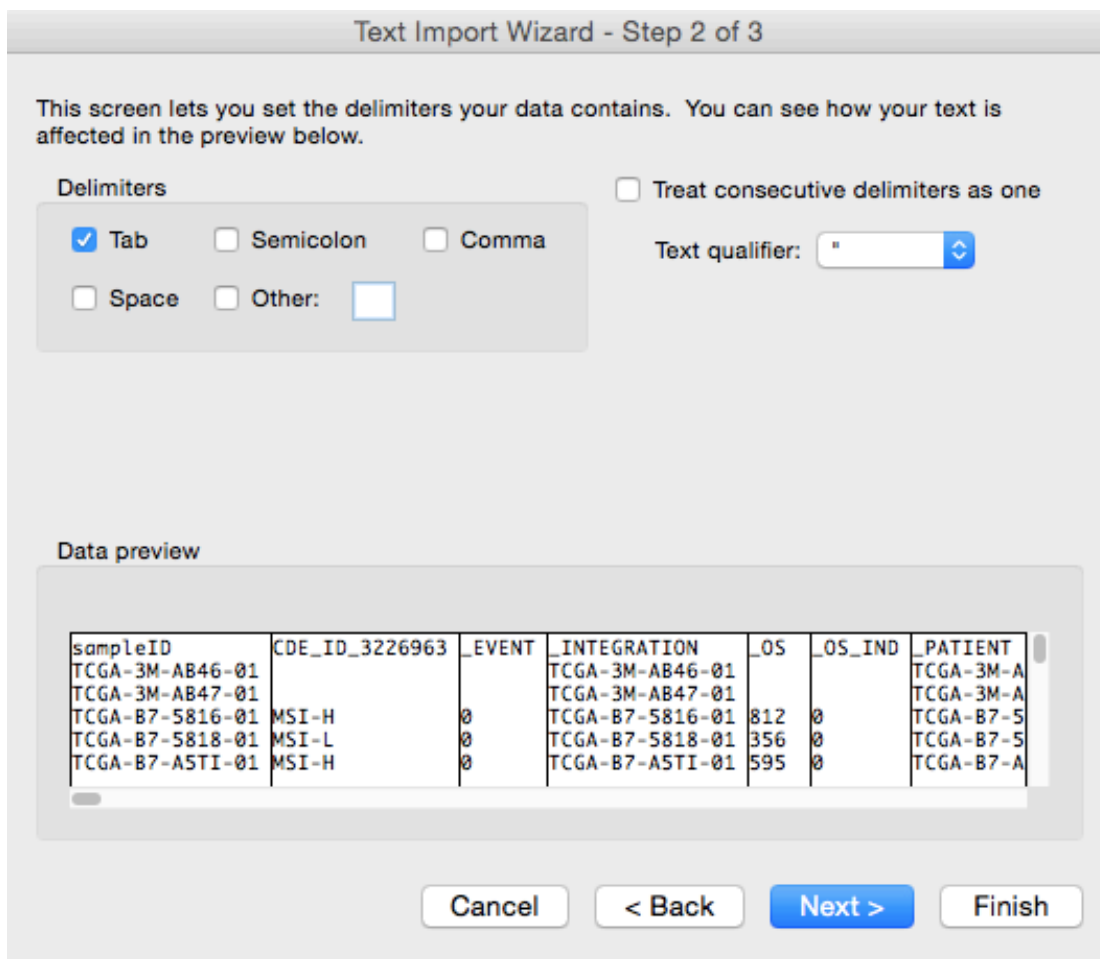 Text Import Wizard - Step 2 of 3
This screen lets you set the delimiters your data contains.  You can see how your text is
affected in the preview below.
Delimiters
Treat consecutive delimiters as one
Tab Semicolon Comma
Text qualifier: "
Space Other:
Data preview
sampleID CDE_ID_3226963 _EVENT _INTEGRATION _OS _OS_IND _PATIENT
TCGA-3M-AB46-01 TCGA-3M-AB46-01 TCGA-3M-A
TCGA-3M-AB47-01 TCGA-3M-AB47-01 TCGA-3M-A
TCGA-B7-5816-01 MSI-H 0 TCGA-B7-5816-01 812 0 TCGA-B7-5
TCGA-B7-5818-01 MSI-L 0 TCGA-B7-5818-01 356 0 TCGA-B7-5
TCGA-B7-A5TI-01 MSI-H 0 TCGA-B7-A5TI-01 595 0 TCGA-B7-A
Cancel < Back Next > Finish